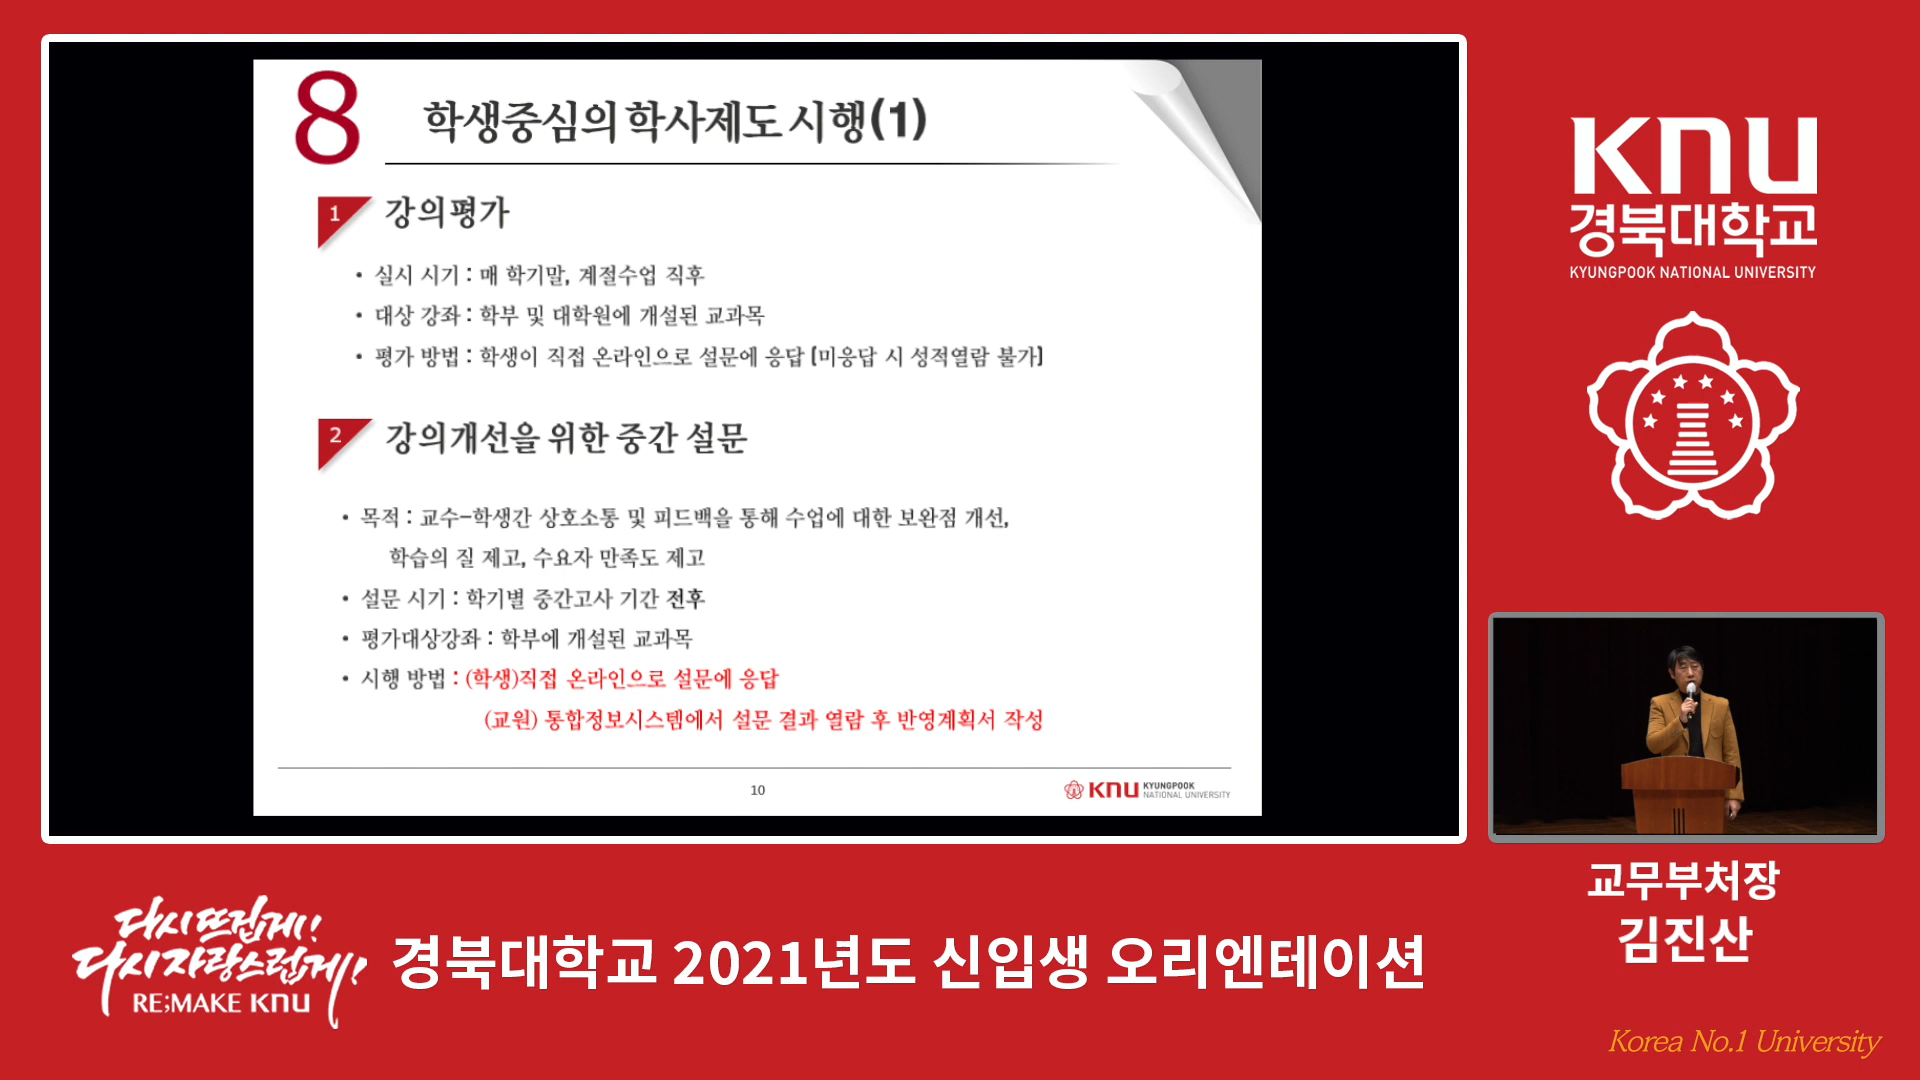 8
학생중심의 학사제도 시행(1)
1
강의평가
• 실시 시기 : 매 학기말, 계절수업 직후
• 대상 강좌 : 학부 및 대학원에 개설된 교과목
• 평가 방법 : 학생이 직접 온라인으로 설문에 응답 (미응답 시 성적열람 불가)
2
강의개선을 위한 중간 설문
• 목적 : 교수-학생간 상호소통 및 피드백을 통해 수업에 대한 보완점 개선,
학습의 질 제고, 수요자 만족도 제고
• 설문 시기 : 학기별 중간고사 기간 전후
• 평가대상강좌 : 학부에 개설된 교과목
• 시행 방법 : (학생)직접 온라인으로 설문에 응답
(교원) 통합정보시스템에서 설문 결과 열람 후 반영계획서 작성
10
KNU KYUNGPOOK
NATIONAL UNIVERSITY
KNU
경북대학교
KYUNGPOOK NATIONAL UNIVERSITY
교무부처장
김진산
다시 뜨겁게!
다시 자랑스럽게!
RE;MAKE KNU
경북대학교 2021년도 신입생 오리엔테이션
Korea No.1 University